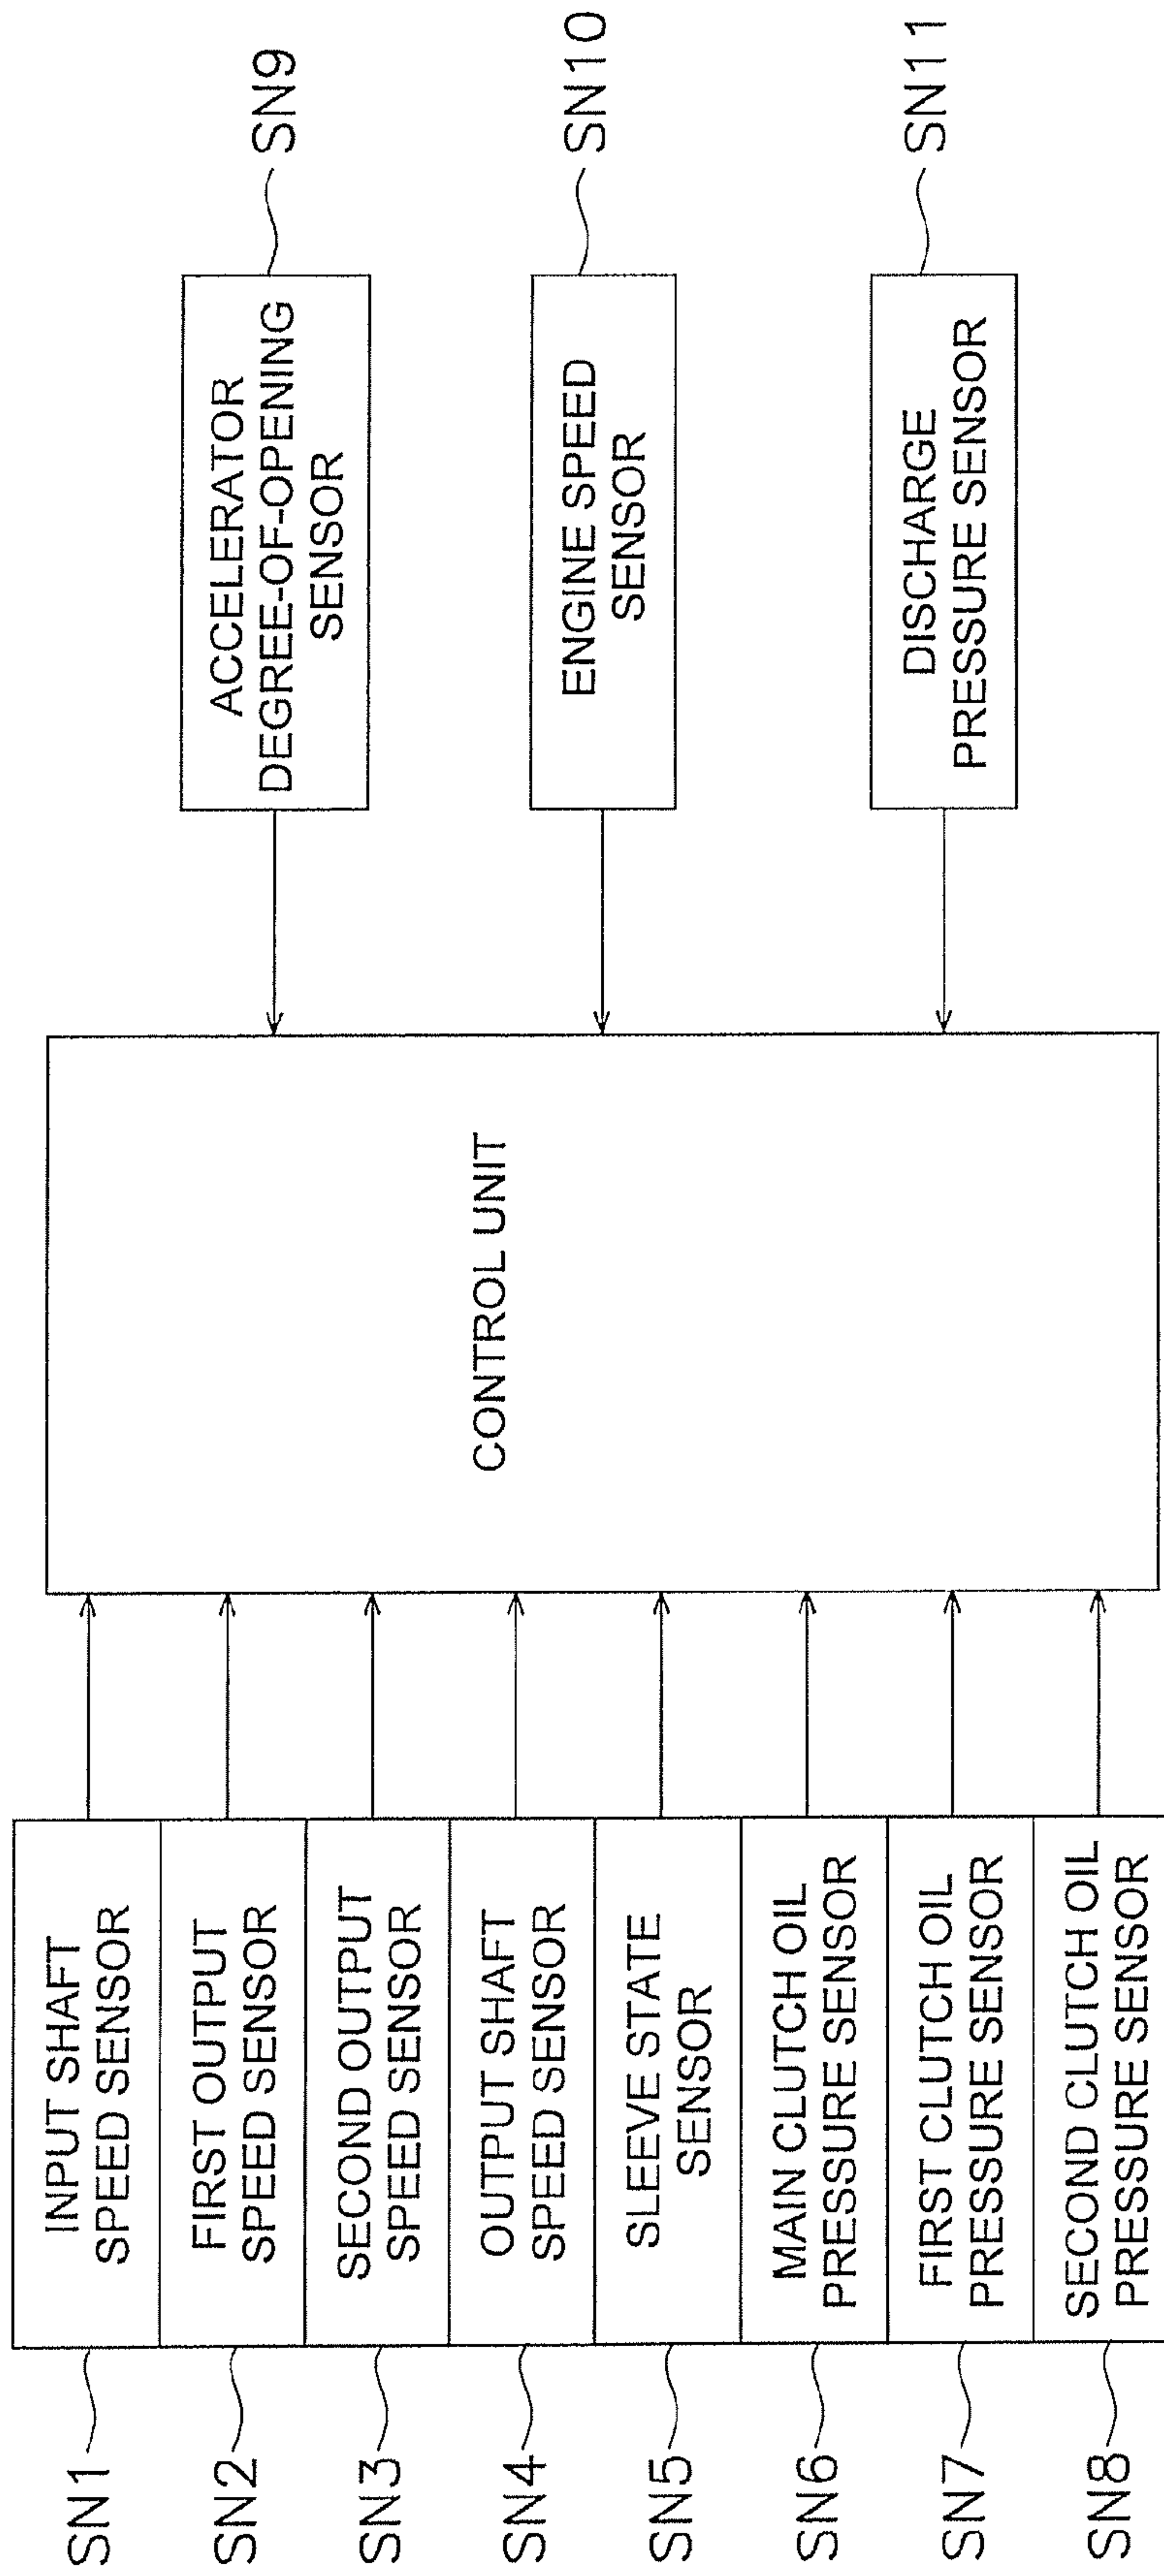 SN1
INPUT SHAFT
SPEED SENSOR
SN2
FIRST OUTPUT
SPEED SENSOR
SN3
SECOND OUTPUT
SPEED SENSOR
SN4
OUTPUT SHAFT
SPEED SENSOR
SN5
SLEEVE STATE
SENSOR
SN6
MAIN CLUTCH OIL
PRESSURE SENSOR
SN7
FIRST CLUTCH OIL
PRESSURE SENSOR
SN8
SECOND CLUTCH OIL
PRESSURE SENSOR
CONTROL UNIT
ACCELERATOR
DEGREE-OF-OPENING
SENSOR
SN9
ENGINE SPEED
SENSOR
SN10
DISCHARGE
PRESSURE SENSOR
SN11